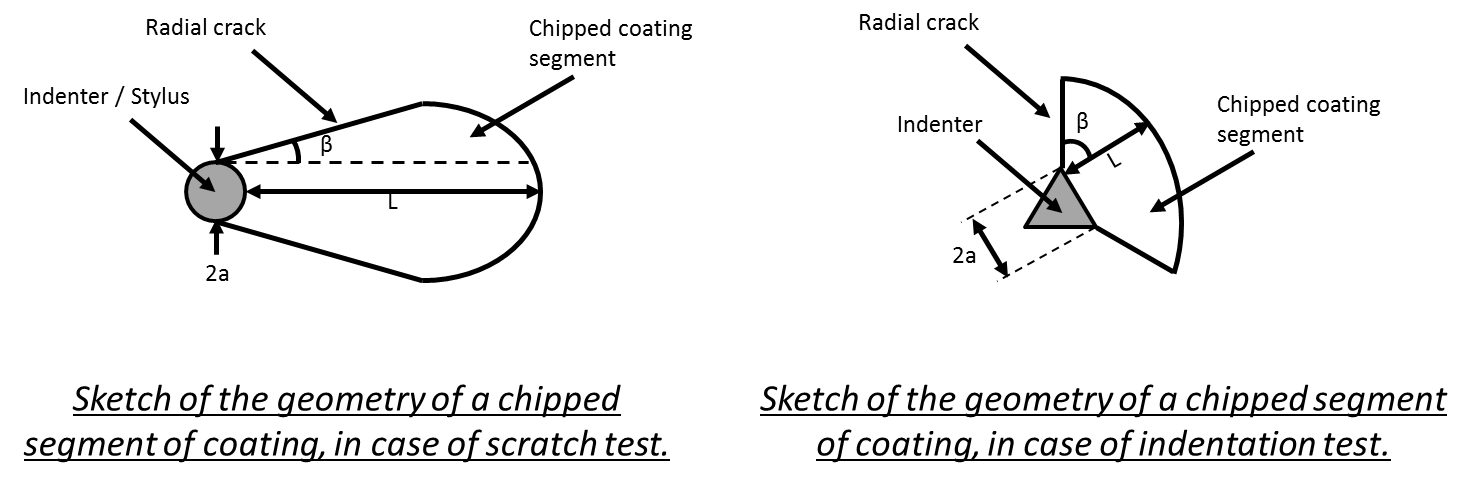 Radial crack
Chipped coating
segment
Indenter / Stylus
β
L
2a
Sketch of the geometry of a chipped
segment of coating, in case of scratch test.
Radial crack
Chipped coating
segment
Indenter
β
L
2a
Sketch of the geometry of a chipped segment
of coating, in case of indentation test.